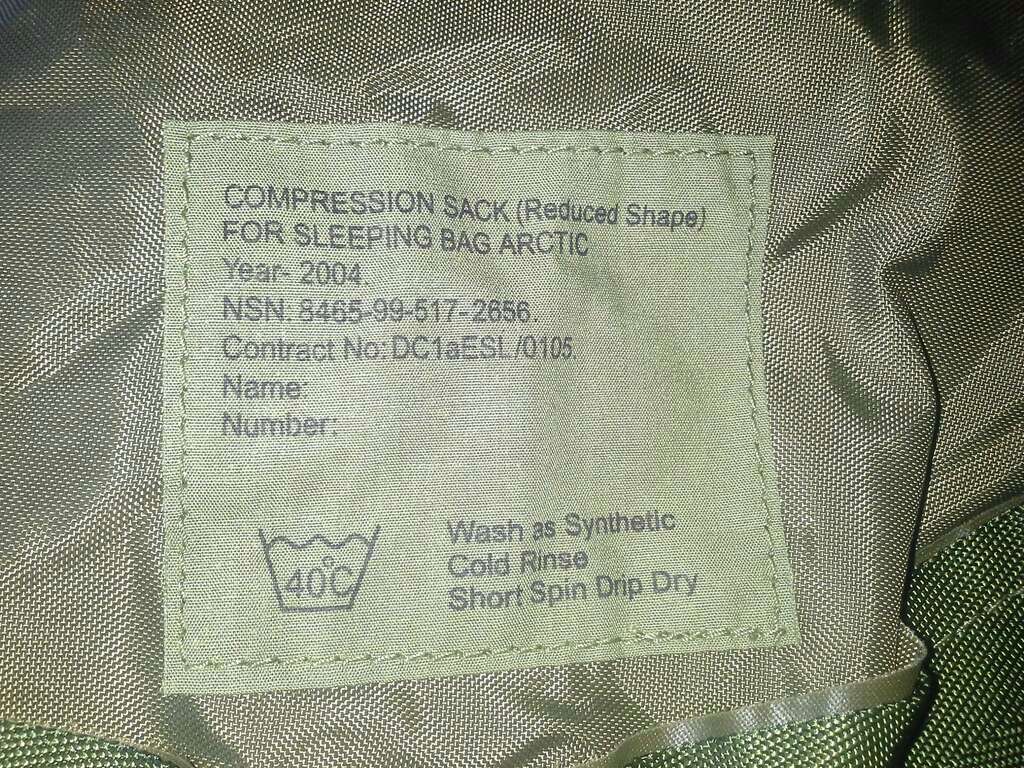 COMPRESSION SACK (Reduced Shape)
FOR SLEEPING BAG ARCTIC
Year- 2004.
NSN. 8465-99-517-2656.
Contract No: DC1aESL/0105.
Name:
Number:
40°C
Wash as Synthetic
Cold Rinse
Short Spin Drip Dry